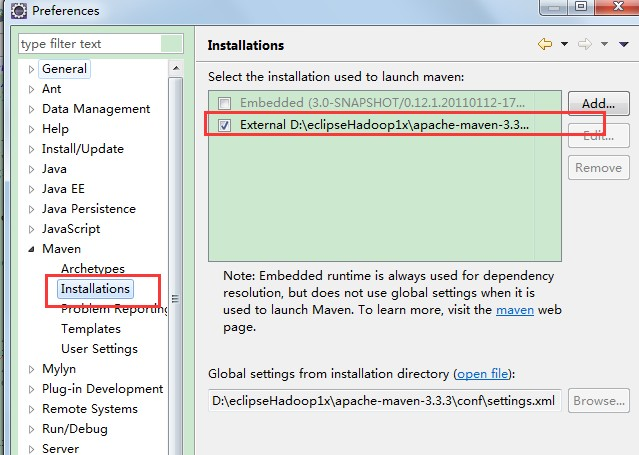 Preferences
type filter text
General
Ant
Data Management
Help
Install/Update
Java
Java EE
Java Persistence
JavaScript
Maven
Archetypes
Installations
Problem Reporting
Templates
User Settings
Mylyn
Plug-in Development
Remote Systems
Run/Debug
Server
Installations
Select the installation used to launch maven:
Embedded (3.0-SNAPSHOT/0.12.1.20110112-17...
External D:\eclipseHadoop1x\apache-maven-3.3...
Add...
Edit...
Remove
Note: Embedded runtime is always used for dependency
resolution, but does not use global settings when it is
used to launch Maven. To learn more, visit the maven web
page.
Global settings from installation directory (open file):
D:\eclipseHadoop1x\apache-maven-3.3.3\conf\settings.xml
Browse...